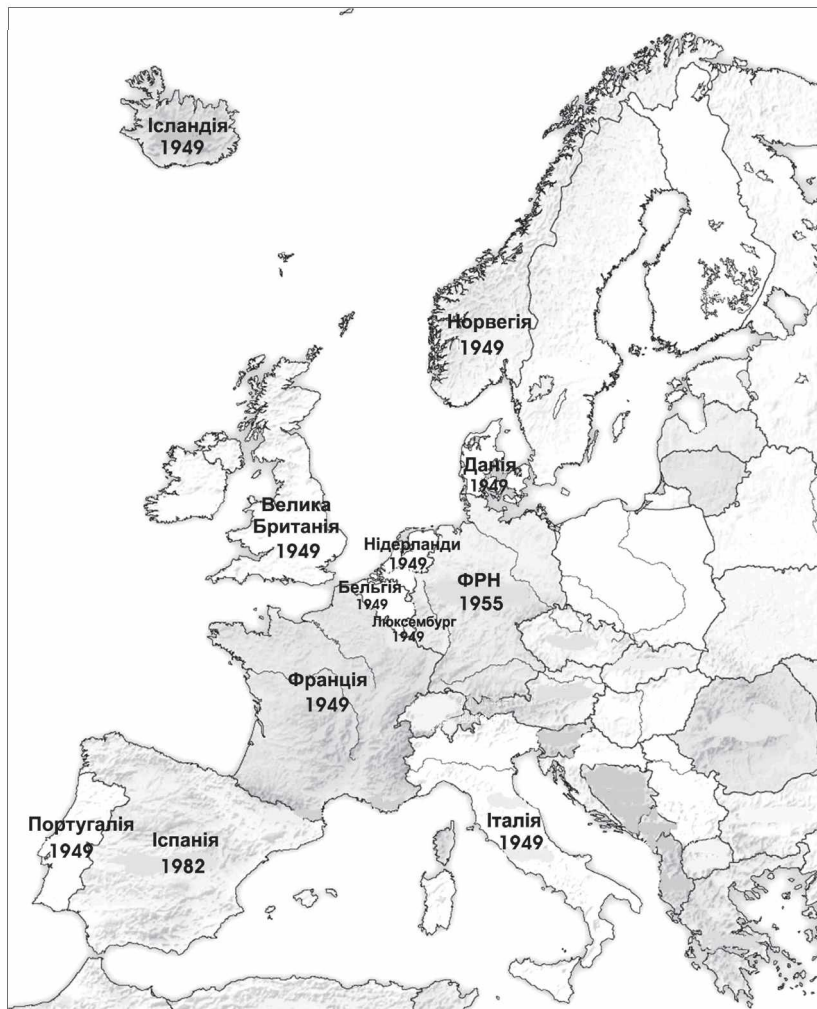 Ісландія
1949
Норвегія
1949
Данія
1949
Велика
Британія
1949
Нідерланди
1949
Бельгія
1949
ФРН
1955
Люксембург
1949
Франція
1949
Португалія
1949
Іспанія
1982
Італія
1949